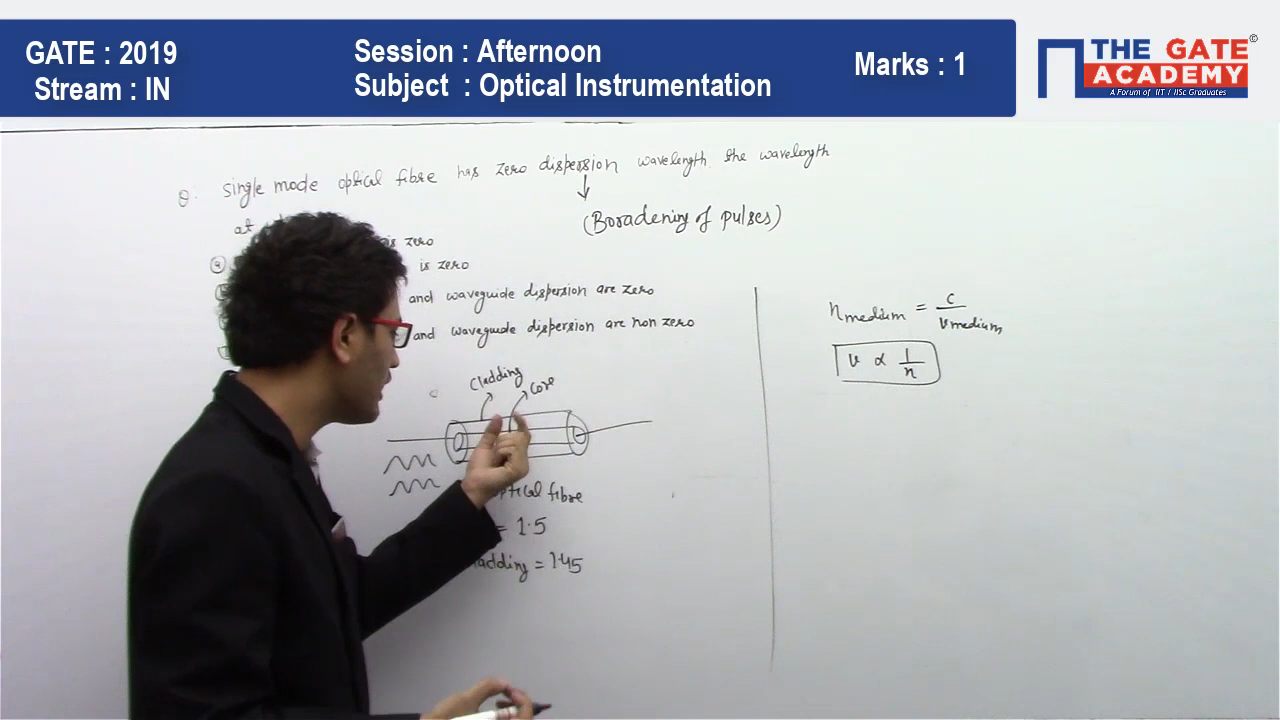 GATE : 2019
Stream : IN
Session : Afternoon
Subject : Optical Instrumentation
Marks : 1
THE GATE
ACADEMY
©
A Forum of IIT / IISc Graduates
Q. Single mode optical fibre has zero dispersion wavelength. the wavelength
at
(Boradening of pulses)
is zero
is zero
and waveguide dispersion are zero
and waveguide dispersion are non zero
n medium = c / v medium
v ∝ 1/n
Cladding
Core
optical fibre
= 1.5
ladding = 1.45